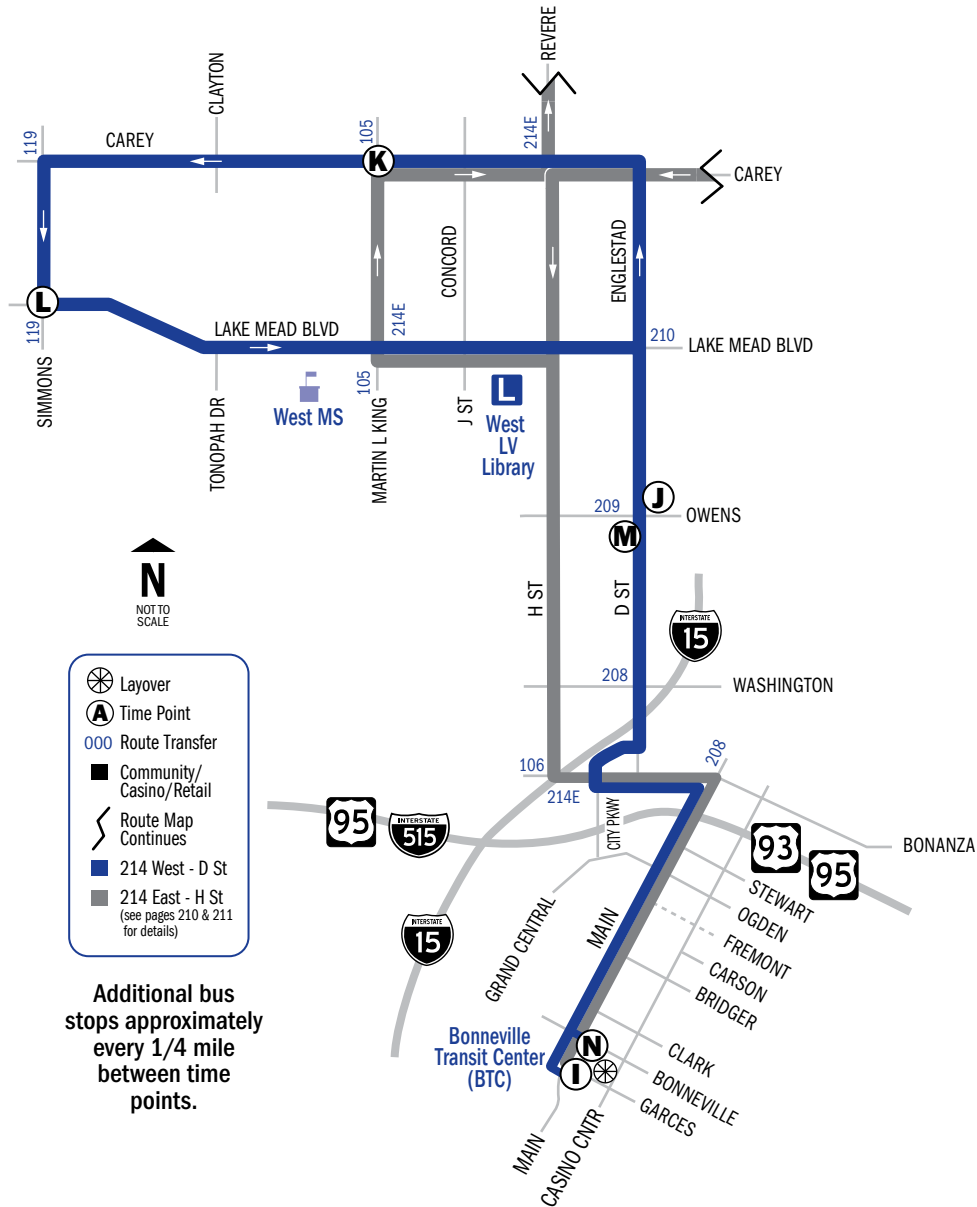 REVERE
CLAYTON
119
CAREY
105
214E
K
CAREY
CONCORD
ENGLESTAD
L
119
214E
LAKE MEAD BLVD
210
LAKE MEAD BLVD
SIMMONS
TONOPAH DR
West MS
105
MARTIN L KING
J ST
L
West
LV
Library
J
209
OWENS
M
N
NOT TO
SCALE
H ST
D ST
INTERSTATE
15
208
WASHINGTON
Layover
A Time Point
000 Route Transfer
Community/
Casino/Retail
Route Map
Continues
214 West - D St
214 East - H St
(see pages 210 & 211
for details)
106
214E
208
CITY PKWY
95
INTERSTATE
515
93
95
BONANZA
STEWART
OGDEN
FREMONT
CARSON
BRIDGER
GRAND CENTRAL
MAIN
INTERSTATE
15
Additional bus
stops approximately
every 1/4 mile
between time
points.
Bonneville
Transit Center
(BTC)
N
I
CLARK
BONNEVILLE
GARCES
MAIN
CASINO CNTR